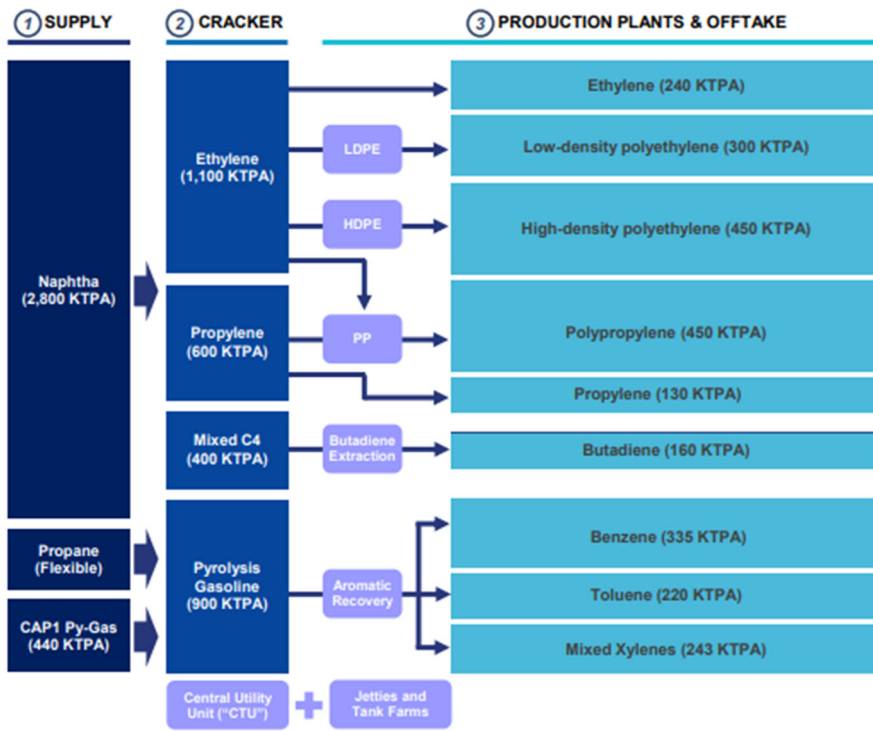 1 SUPPLY
2 CRACKER
3 PRODUCTION PLANTS & OFFTAKE
Naphtha
(2,800 KTPA)
Propane
(Flexible)
CAP1 Py-Gas
(440 KTPA)
Ethylene
(1,100 KTPA)
Propylene
(600 KTPA)
Mixed C4
(400 KTPA)
Pyrolysis
Gasoline
(900 KTPA)
LDPE
HDPE
PP
Butadiene
Extraction
Aromatic
Recovery
Ethylene (240 KTPA)
Low-density polyethylene (300 KTPA)
High-density polyethylene (450 KTPA)
Polypropylene (450 KTPA)
Propylene (130 KTPA)
Butadiene (160 KTPA)
Benzene (335 KTPA)
Toluene (220 KTPA)
Mixed Xylenes (243 KTPA)
Central Utility
Unit (“CTU”)
Jetties and
Tank Farms